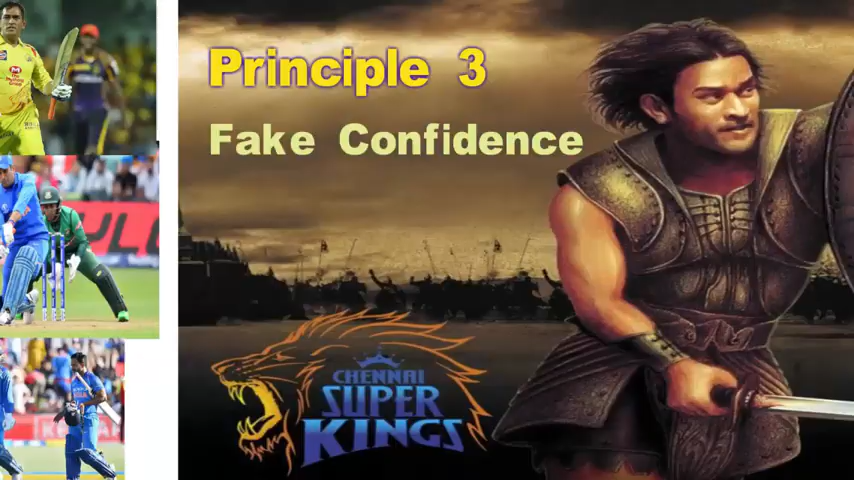 Principle 3
Fake Confidence
CHENNAI
SUPER
KINGS